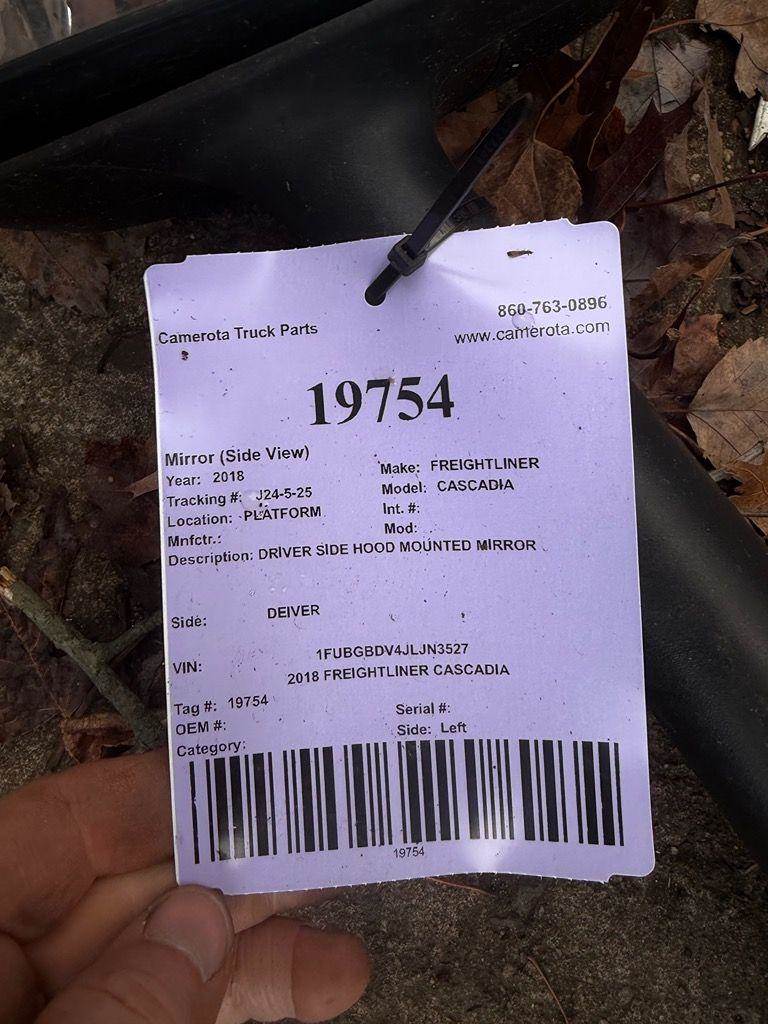 860-763-0896
Camerota Truck Parts
www.camerota.com
19754
Mirror (Side View)
Year: 2018
Make: FREIGHTLINER
Tracking #: J24-5-25
Model: CASCADIA
Location: PLATFORM
Int. #:
Mnfctr.:
Mod:
Description: DRIVER SIDE HOOD MOUNTED MIRROR
Side: DEIVER
VIN: 1FUBGBDV4JLJN3527
2018 FREIGHTLINER CASCADIA
Tag #: 19754
Serial #:
OEM #:
Side: Left
Category:
19754